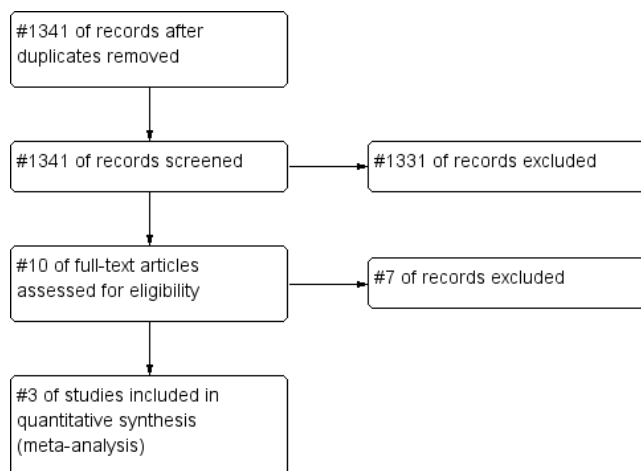 #1341 of records after
duplicates removed
#1341 of records screened
#1331 of records excluded
#10 of full-text articles
assessed for eligibility
#7 of records excluded
#3 of studies included in
quantitative synthesis
(meta-analysis)